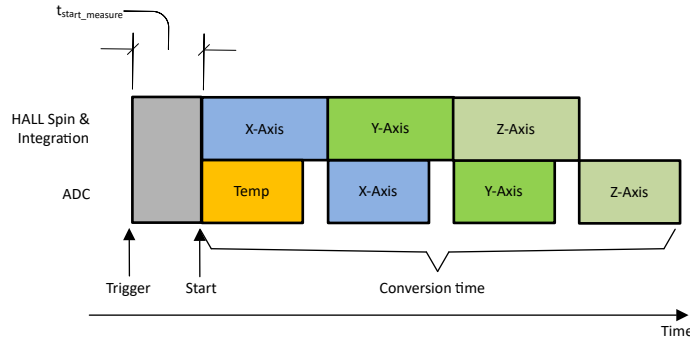 tstart_measure
HALL Spin &
Integration
X-Axis
Y-Axis
Z-Axis
ADC
Temp
X-Axis
Y-Axis
Z-Axis
Trigger
Start
Conversion time
Time